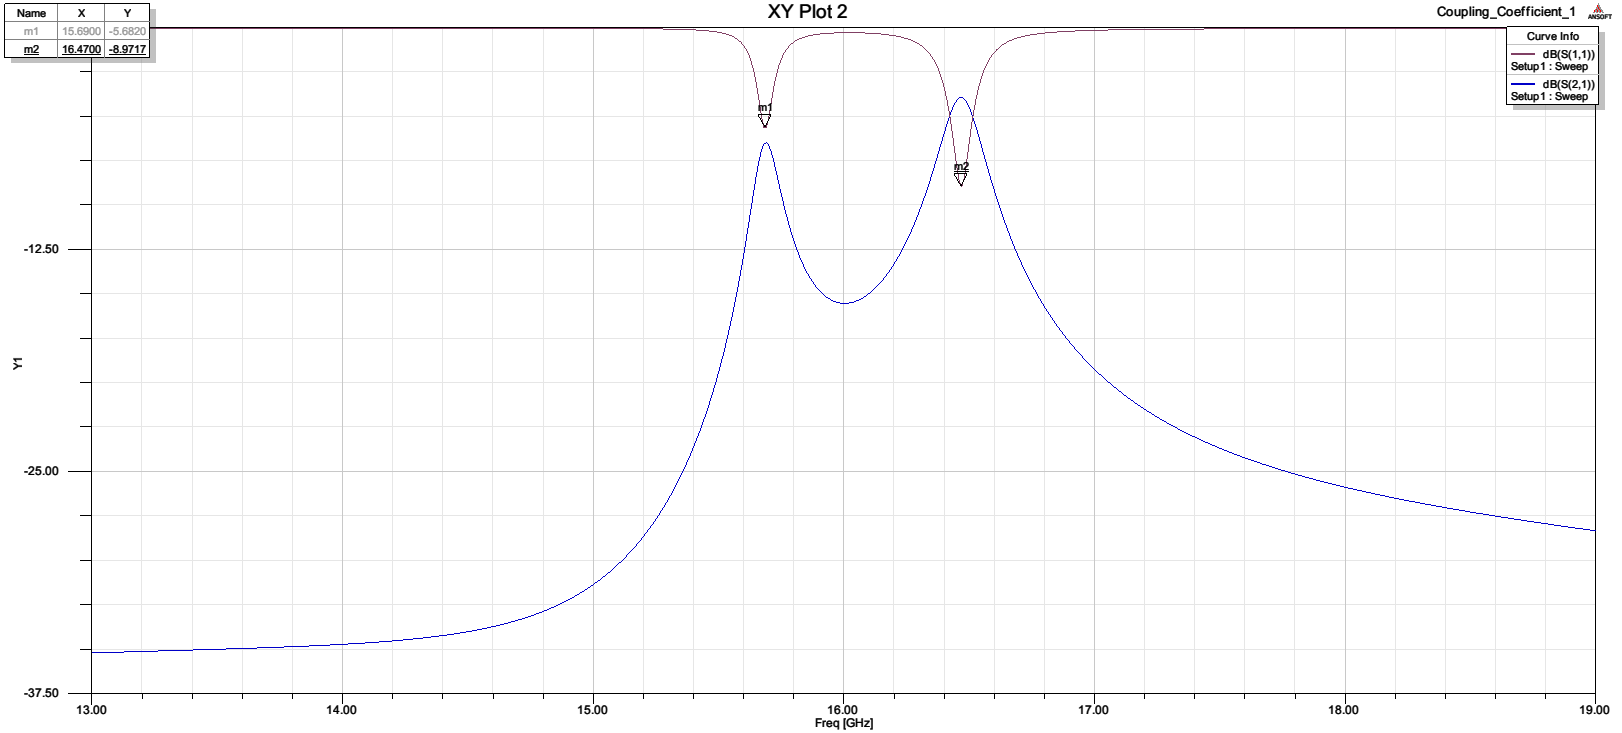 XY Plot 2
Coupling_Coefficient_1
ANSOFT
Name X Y
m1 15.6900 -5.6820
m2 16.4700 -8.9717
Curve Info
dB(S(1,1))
Setup1 : Sweep
dB(S(2,1))
Setup1 : Sweep
m1
m2
-12.50
Y1
-25.00
-37.50
13.00 14.00 15.00 16.00 17.00 18.00 19.00
Freq [GHz]